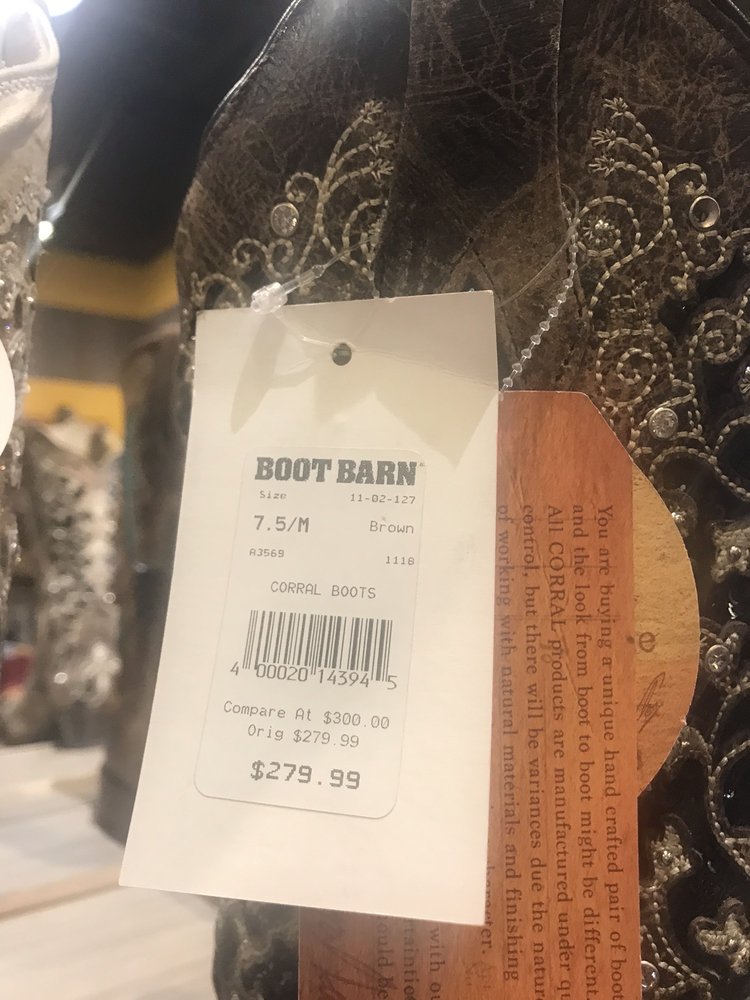 BOOT BARN
Size 11-02-127
7.5/M Brown
A3569 1118
CORRAL BOOTS
4 00020 14394 5
Compare At $300.00
Orig $279.99
$279.99
You are buying a unique hand crafted pair of
and the look from boot to boot might be different
All CORRAL products are manufactured under
control, but there will be variances due the
of working with natural materials and finishing